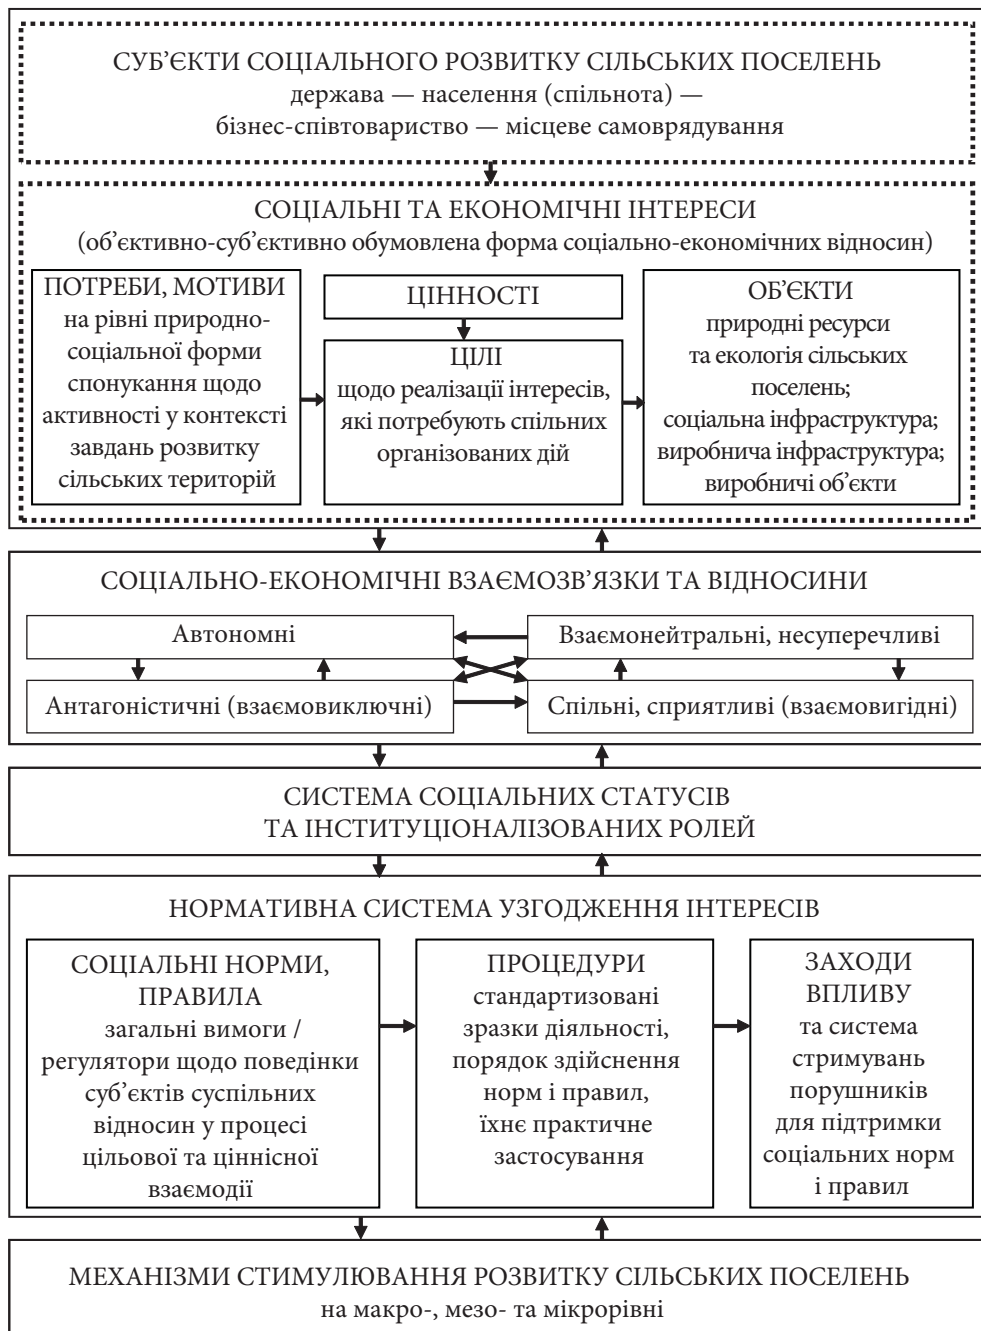 СУБ’ЄКТИ СОЦІАЛЬНОГО РОЗВИТКУ СІЛЬСЬКИХ ПОСЕЛЕНЬ
держава — населення (спільнота) —
бізнес-співтовариство — місцеве самоврядування
СОЦІАЛЬНІ ТА ЕКОНОМІЧНІ ІНТЕРЕСИ
(об’єктивно-суб’єктивно обумовлена форма соціально-економічних відносин)
ПОТРЕБИ, МОТИВИ
на рівні природно-
соціальної форми
спонукання щодо
активності у контексті
завдань розвитку
сільських територій
ЦІННОСТІ
ЦІЛІ
щодо реалізації інтересів,
які потребують спільних
організованих дій
ОБ’ЄКТИ
природні ресурси
та екологія сільських
поселень;
соціальна інфраструктура;
виробнича інфраструктура;
виробничі об’єкти
СОЦІАЛЬНО-ЕКОНОМІЧНІ ВЗАЄМОЗВ’ЯЗКИ ТА ВІДНОСИНИ
Автономні
Взаємонейтральні, несуперечливі
Антагоністичні (взаємовиключні)
Спільні, сприятливі (взаємовигідні)
СИСТЕМА СОЦІАЛЬНИХ СТАТУСІВ
ТА ІНСТИТУЦІОНАЛІЗОВАНИХ РОЛЕЙ
НОРМАТИВНА СИСТЕМА УЗГОДЖЕННЯ ІНТЕРЕСІВ
СОЦІАЛЬНІ НОРМИ,
ПРАВИЛА
загальні вимоги /
регулятори щодо поведінки
суб’єктів суспільних
відносин у процесі
цільової та ціннісної
взаємодії
ПРОЦЕДУРИ
стандартизовані
зразки діяльності,
порядок здійснення
норм і правил,
їхнє практичне
застосування
ЗАХОДИ
ВПЛИВУ
та система
стримувань
порушників
для підтримки
соціальних норм
і правил
МЕХАНІЗМИ СТИМУЛЮВАННЯ РОЗВИТКУ СІЛЬСЬКИХ ПОСЕЛЕНЬ
на макро-, мезо- та мікрорівні